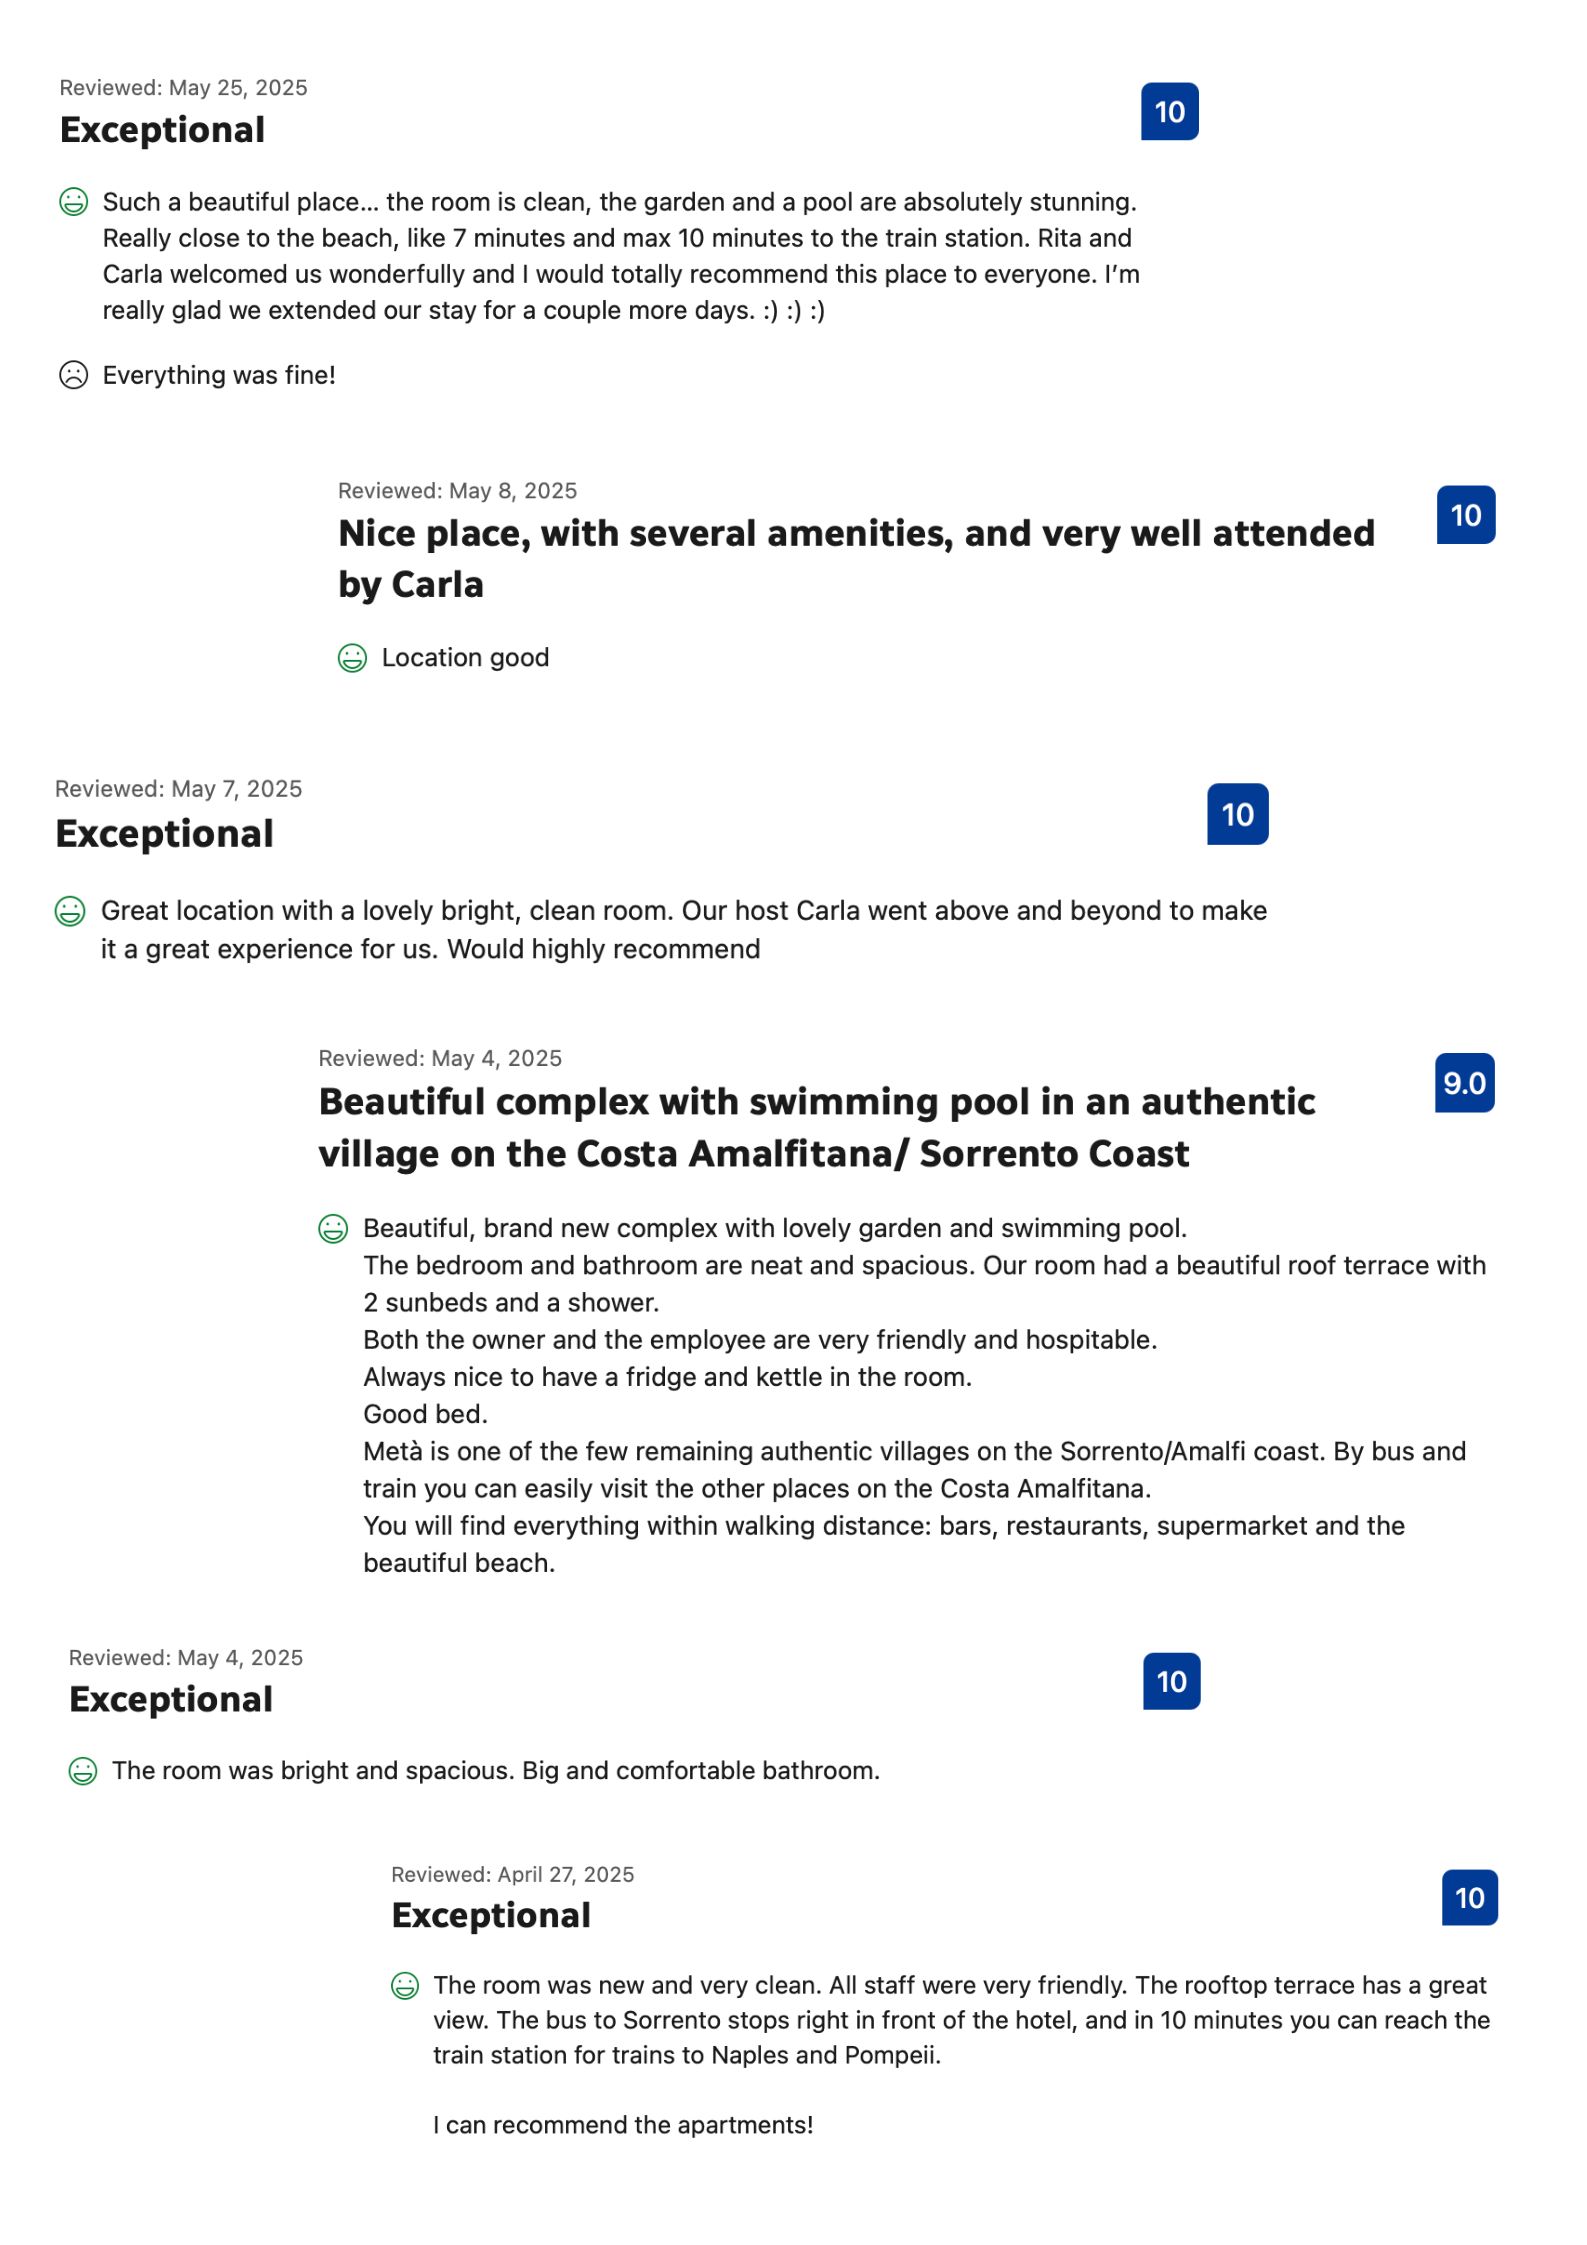 Reviewed: May 25, 2025
Exceptional
10
Such a beautiful place... the room is clean, the garden and a pool are absolutely stunning.
Really close to the beach, like 7 minutes and max 10 minutes to the train station. Rita and
Carla welcomed us wonderfully and I would totally recommend this place to everyone. I’m
really glad we extended our stay for a couple more days. :) :) :)
Everything was fine!
Reviewed: May 8, 2025
Nice place, with several amenities, and very well attended
by Carla
10
Location good
Reviewed: May 7, 2025
Exceptional
10
Great location with a lovely bright, clean room. Our host Carla went above and beyond to make
it a great experience for us. Would highly recommend
Reviewed: May 4, 2025
Beautiful complex with swimming pool in an authentic
village on the Costa Amalfitana/ Sorrento Coast
9.0
Beautiful, brand new complex with lovely garden and swimming pool.
The bedroom and bathroom are neat and spacious. Our room had a beautiful roof terrace with
2 sunbeds and a shower.
Both the owner and the employee are very friendly and hospitable.
Always nice to have a fridge and kettle in the room.
Good bed.
Metà is one of the few remaining authentic villages on the Sorrento/Amalfi coast. By bus and
train you can easily visit the other places on the Costa Amalfitana.
You will find everything within walking distance: bars, restaurants, supermarket and the
beautiful beach.
Reviewed: May 4, 2025
Exceptional
10
The room was bright and spacious. Big and comfortable bathroom.
Reviewed: April 27, 2025
Exceptional
10
The room was new and very clean. All staff were very friendly. The rooftop terrace has a great
view. The bus to Sorrento stops right in front of the hotel, and in 10 minutes you can reach the
train station for trains to Naples and Pompeii.
I can recommend the apartments!